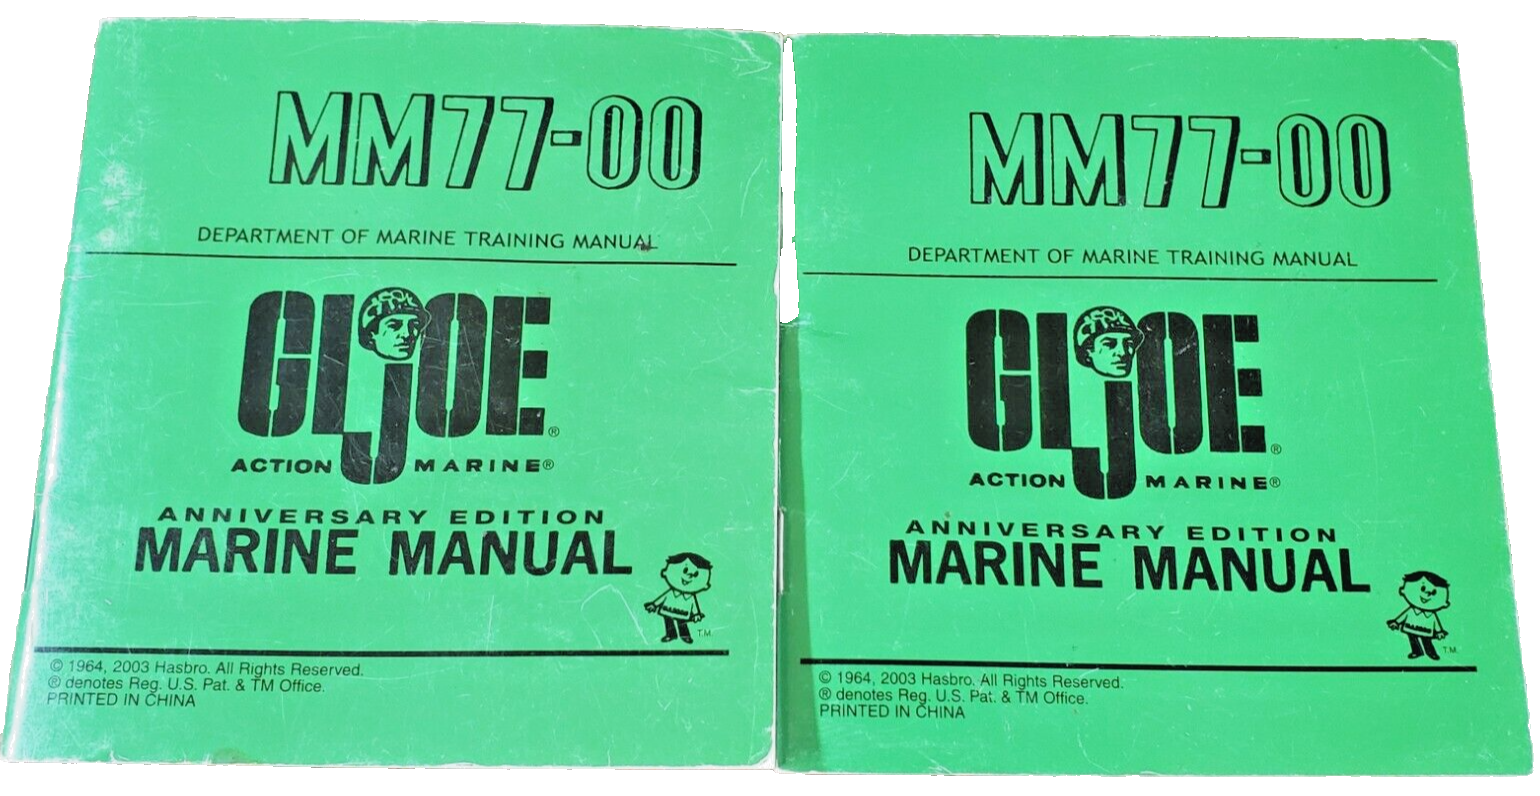 MM77-00
DEPARTMENT OF MARINE TRAINING MANUAL
GI JOE®
ACTION MARINE®
ANNIVERSARY EDITION
MARINE MANUAL
T.M.
© 1964, 2003 Hasbro. All Rights Reserved.
® denotes Reg. U.S. Pat. & TM Office.
PRINTED IN CHINA
MM77-00
DEPARTMENT OF MARINE TRAINING MANUAL
GI JOE®
ACTION MARINE®
ANNIVERSARY EDITION
MARINE MANUAL
T.M.
© 1964, 2003 Hasbro. All Rights Reserved.
® denotes Reg. U.S. Pat. & TM Office.
PRINTED IN CHINA